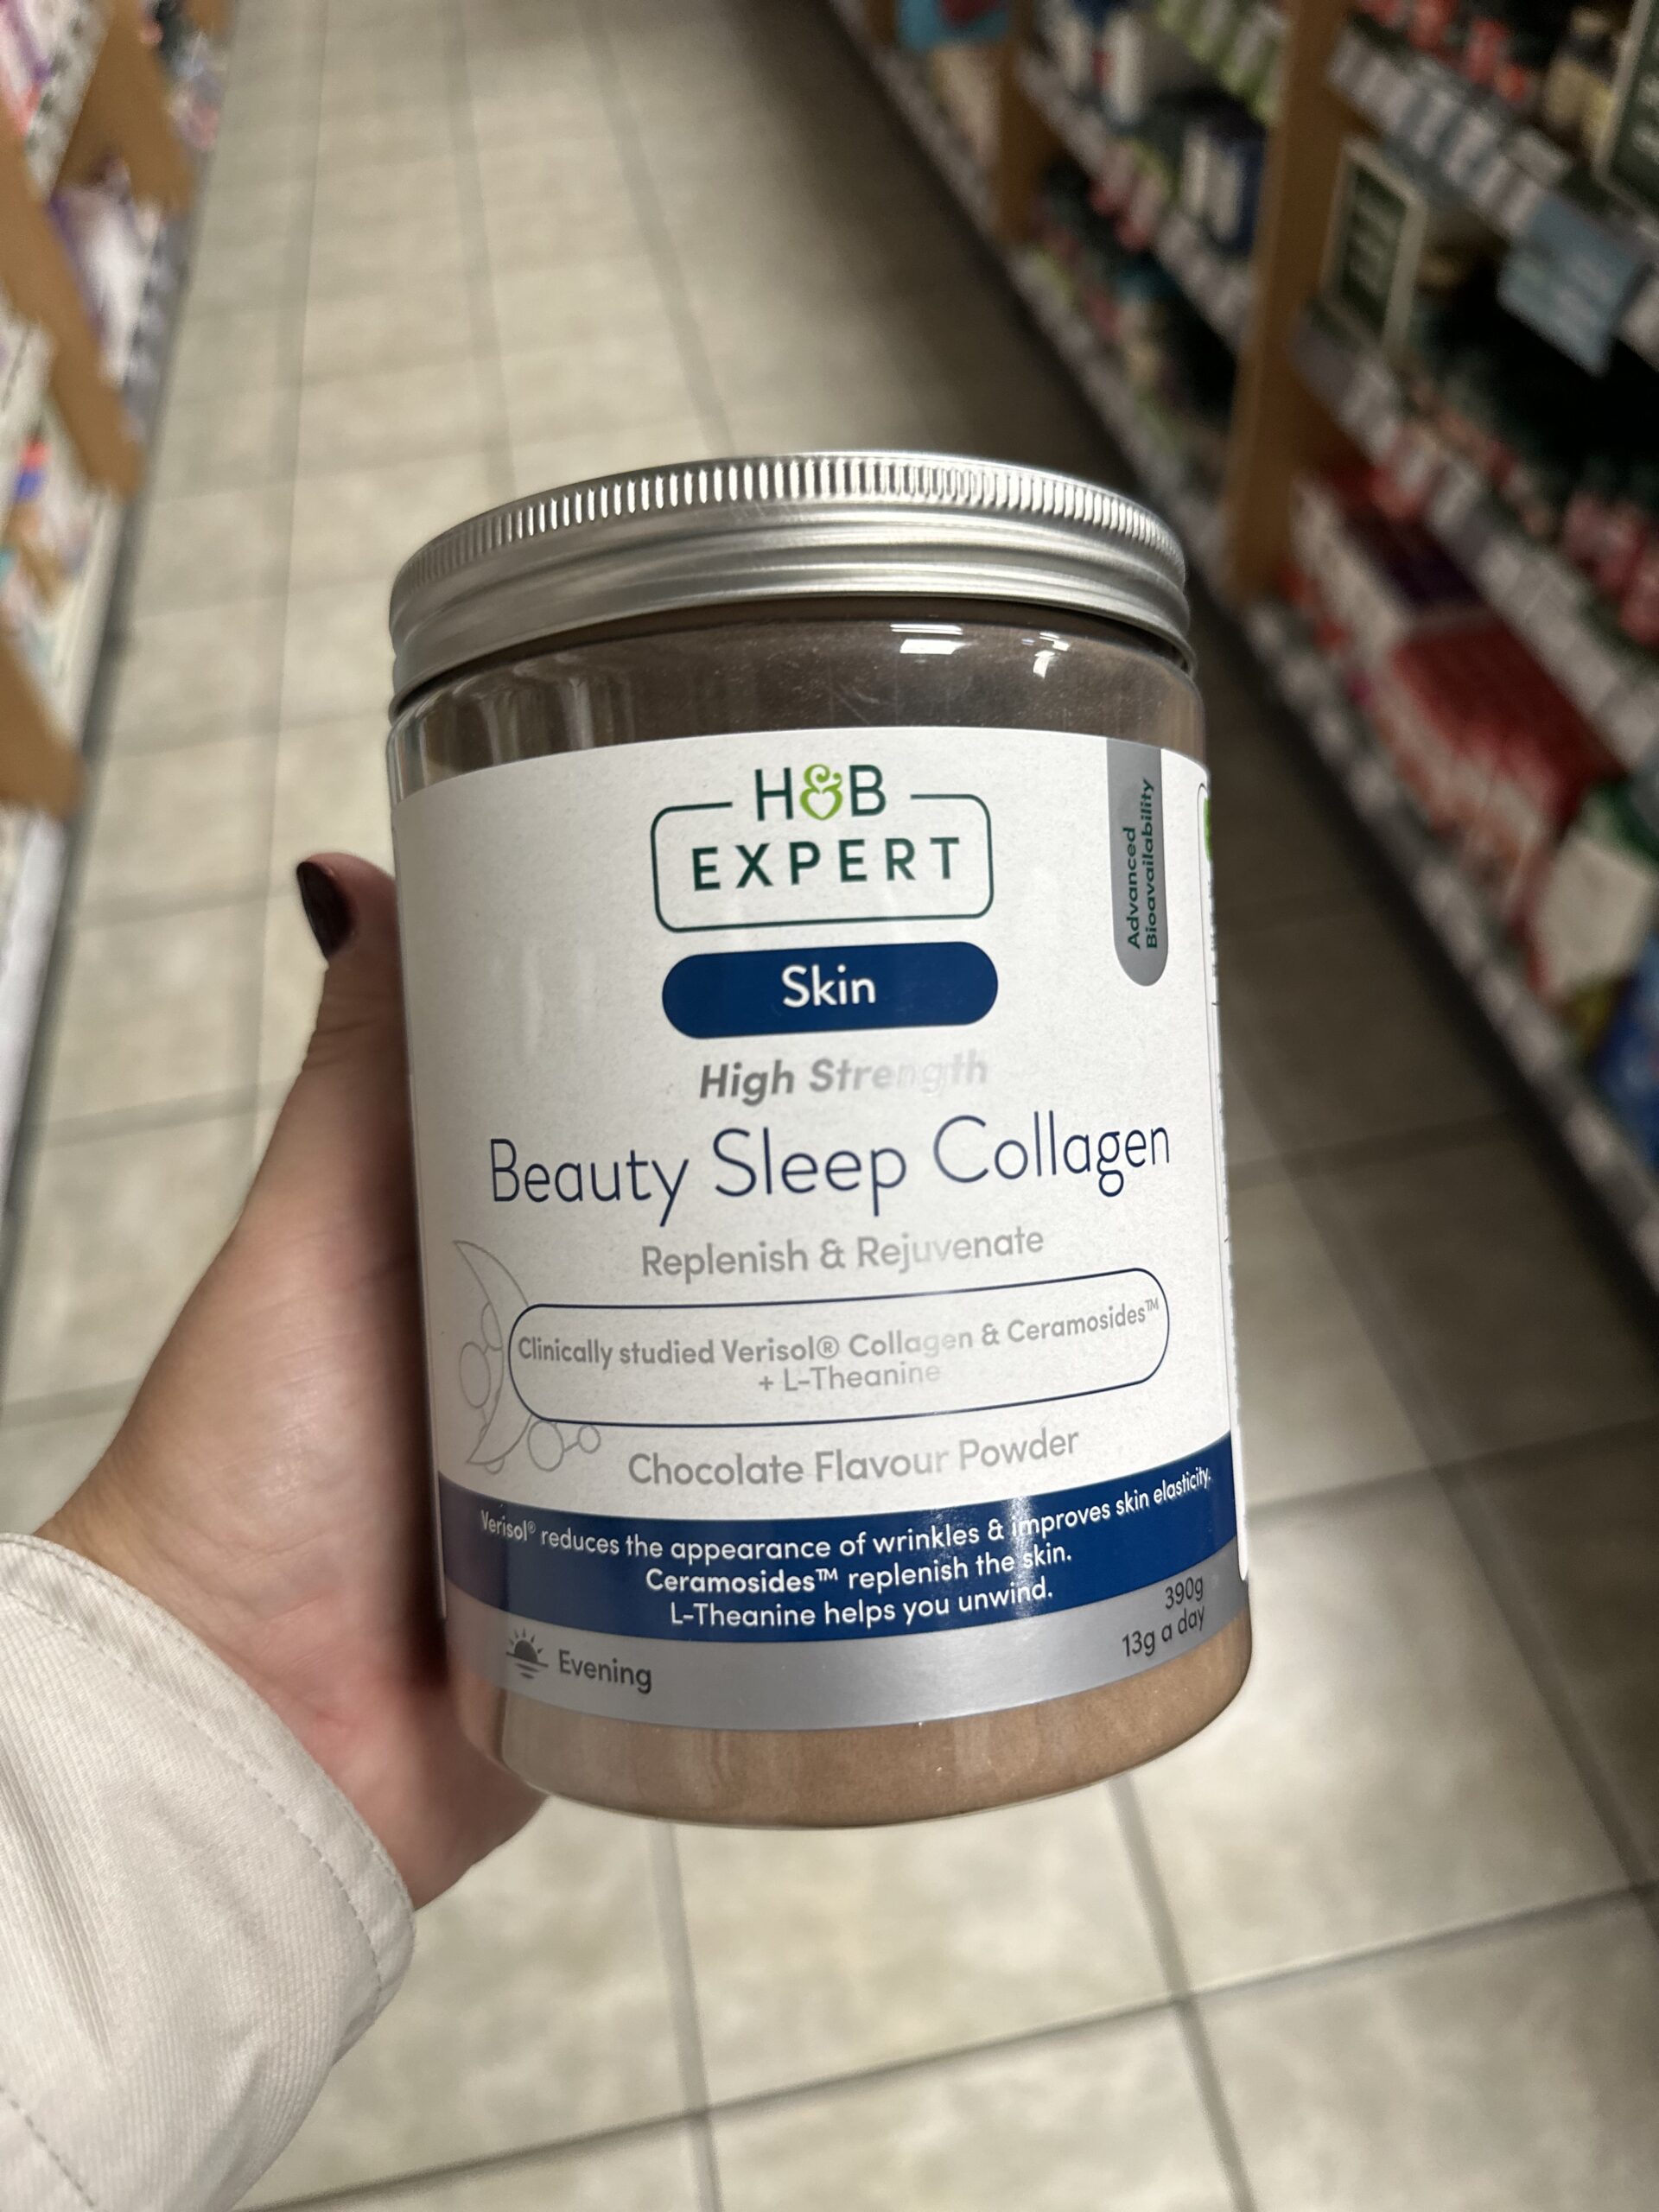 H&B
EXPERT
Advanced
Bioavailability
Skin
High Strength
Beauty Sleep Collagen
Replenish & Rejuvenate
Clinically studied Verisol® Collagen & Ceramosides™
+ L-Theanine
Chocolate Flavour Powder
Verisol® reduces the appearance of wrinkles & improves skin elasticity.
Ceramosides™ replenish the skin.
L-Theanine helps you unwind.
Evening
390g
13g a day